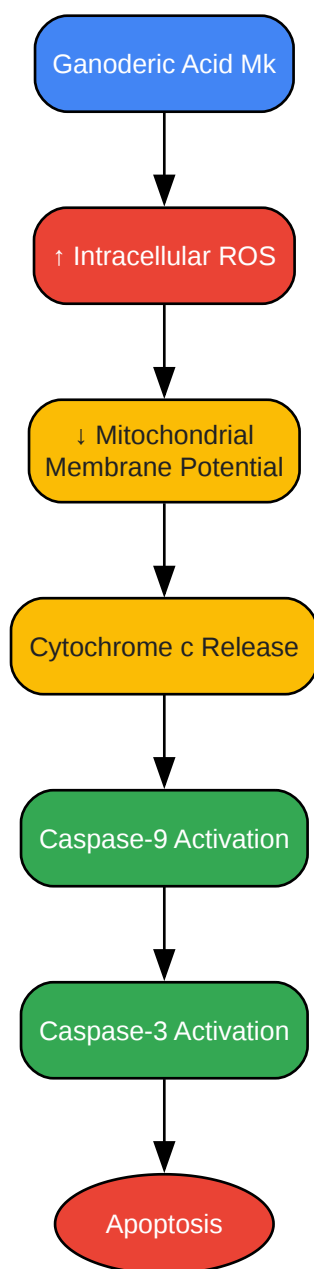 Ganoderic Acid Mk
↑ Intracellular ROS
↓ Mitochondrial
Membrane Potential
Cytochrome c Release
Caspase-9 Activation
Caspase-3 Activation
Apoptosis